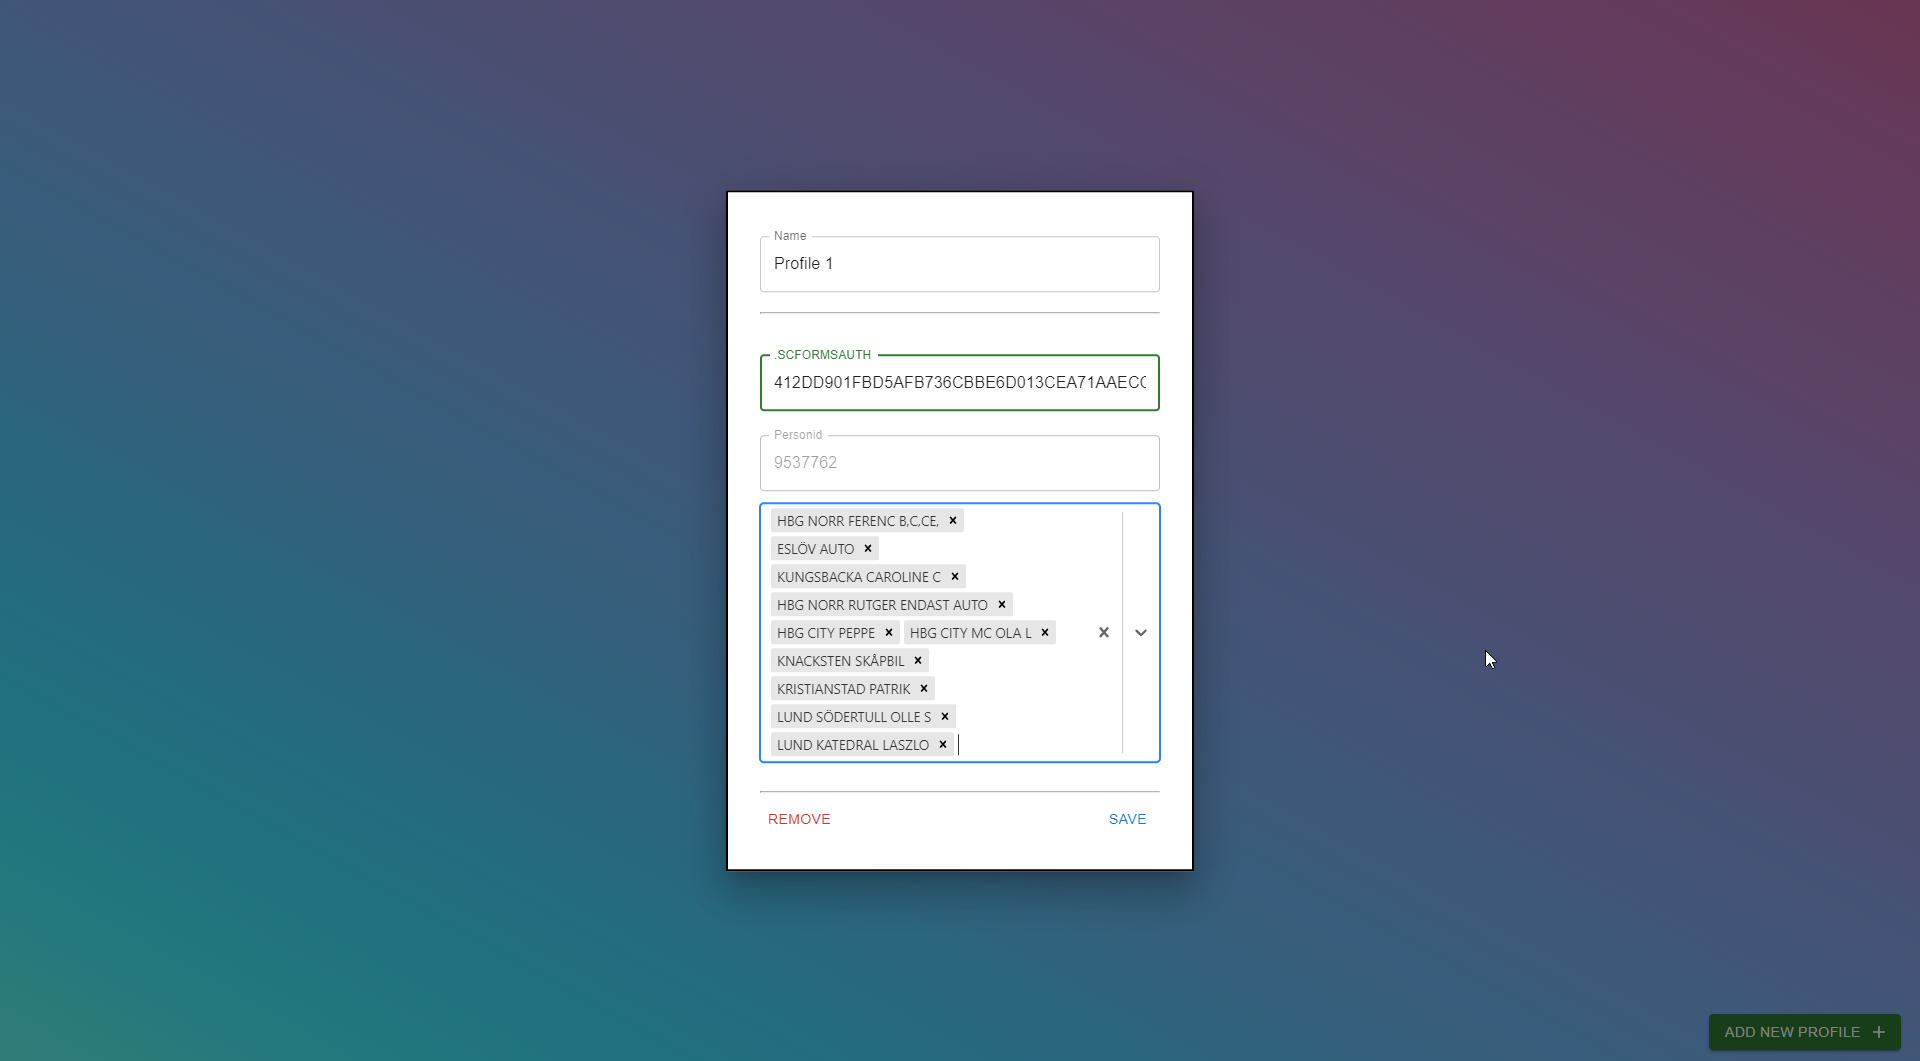 Name
Profile 1
.SCFORMSAUTH
412DD901FBD5AFB736CBBE6D013CEA71AAEC
Personid
9537762
HBG NORR FERENC B,C,CE,
ESLÖV AUTO
KUNGSBACKA CAROLINE C
HBG NORR RUTGER ENDAST AUTO
HBG CITY PEPPE HBG CITY MC OLA L
KNACKSTEN SKÅPBIL
KRISTIANSTAD PATRIK
LUND SÖDERTULL OLLE S
LUND KATEDRAL LASZLO
REMOVE SAVE
ADD NEW PROFILE +